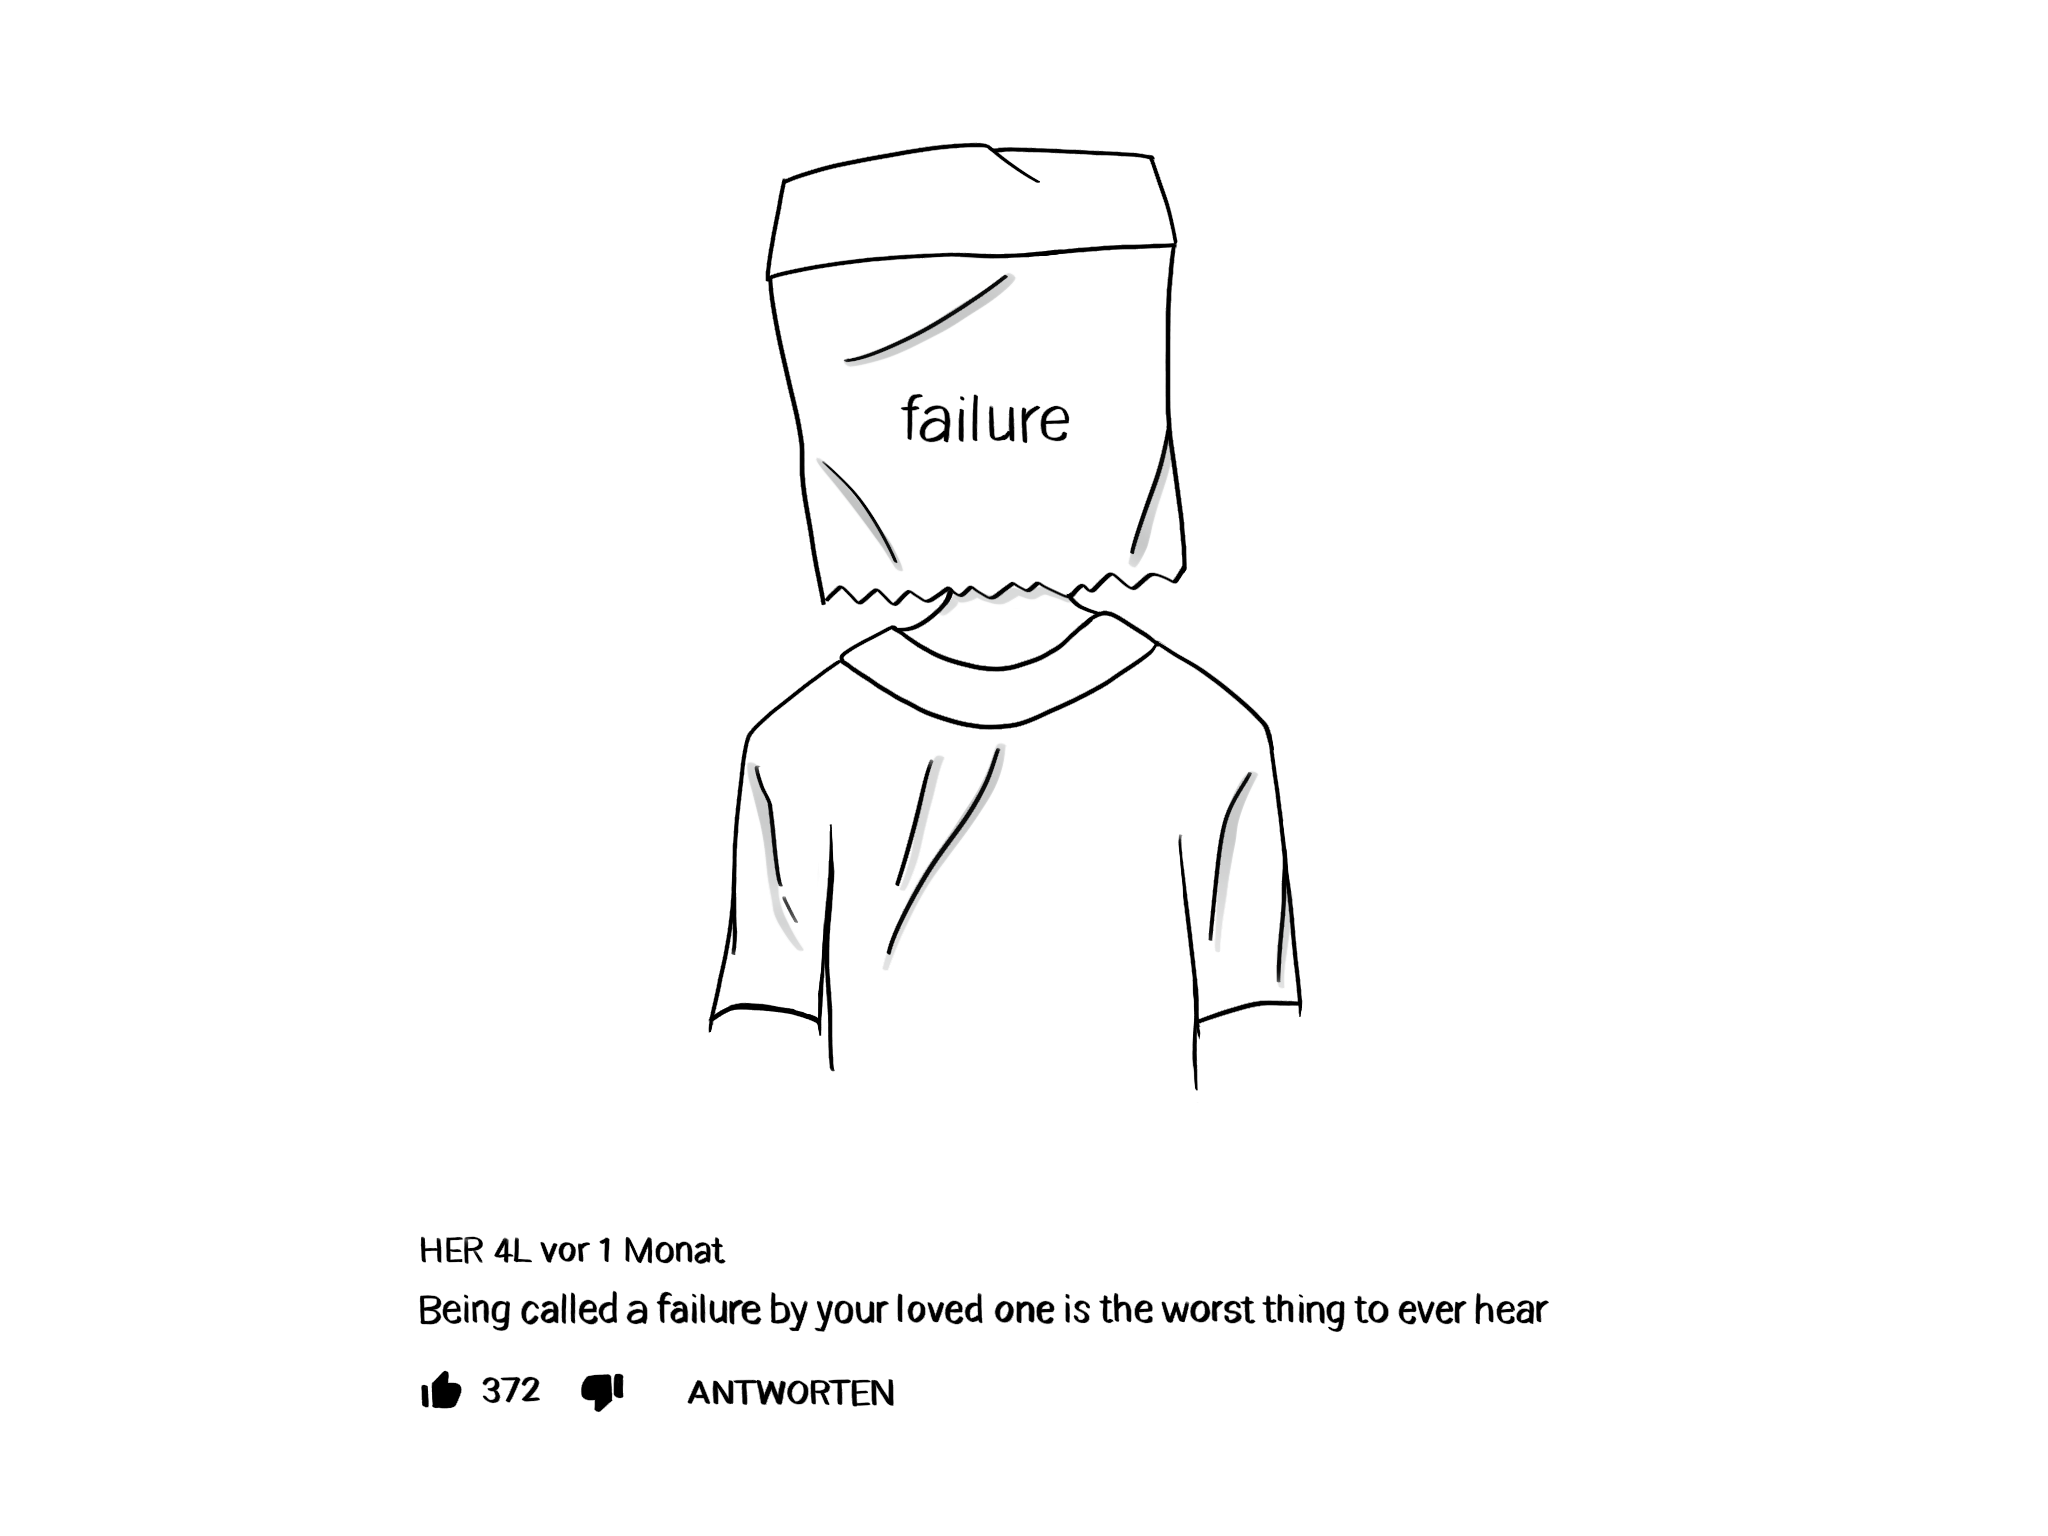 failure
HER 4L vor 1 Monat
Being called a failure by your loved one is the worst thing to ever hear
372 ANTWORTEN